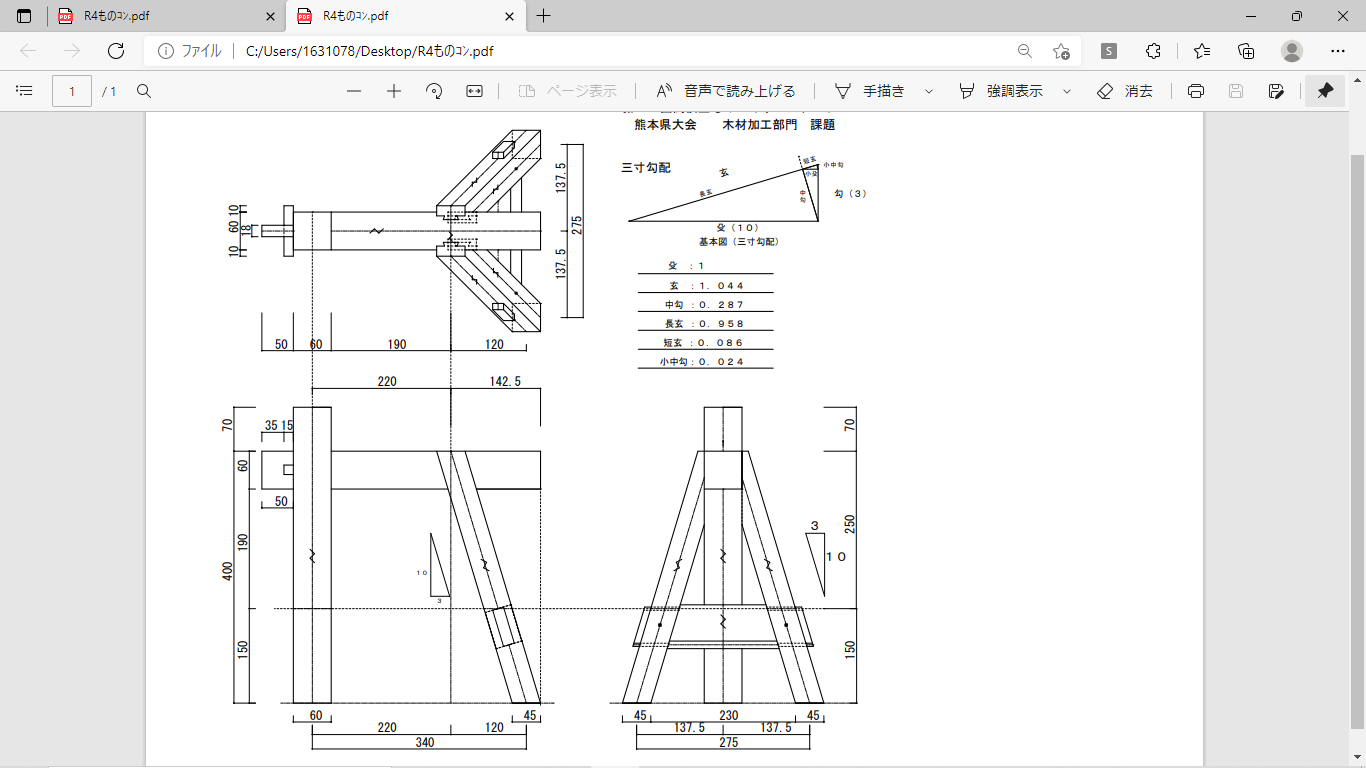 R4ものｺﾝ.pdf
R4ものｺﾝ.pdf
ファイル
C:/Users/1631078/Desktop/R4ものｺﾝ.pdf
S
1 / 1
ページ表示
音声で読み上げる
手描き
強調表示
消去
熊本県大会　　木材加工部門　課題
三寸勾配
玄
長玄
短玄
小中勾
小殳
中勾
勾（３）
殳（１０）
基本図（三寸勾配）
殳　：１
玄　：１．０４４
中勾　：０．２８７
長玄　：０．９５８
短玄　：０．０８６
小中勾：０．０２４
137.5
275
137.5
10
60
18
10
50
60
190
120
220
142.5
70
35
15
60
50
190
400
150
10
3
60
45
220
120
340
70
250
３
１０
150
45
230
45
137.5
137.5
275